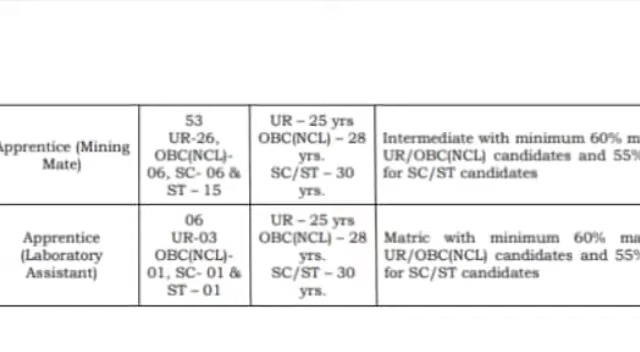 Apprentice (Mining
Mate)
53
UR-26,
OBC(NCL)-
06, SC- 06 &
ST – 15
UR – 25 yrs
OBC(NCL) – 28
yrs.
SC/ST – 30
yrs.
Intermediate with minimum 60%
UR/OBC(NCL) candidates and 55%
for SC/ST candidates
Apprentice
(Laboratory
Assistant)
06
UR-03
OBC(NCL)-
01, SC- 01 &
ST – 01
UR – 25 yrs
OBC(NCL) – 28
yrs.
SC/ST – 30
yrs.
Matric with minimum 60%
UR/OBC(NCL) candidates and 55%
for SC/ST candidates